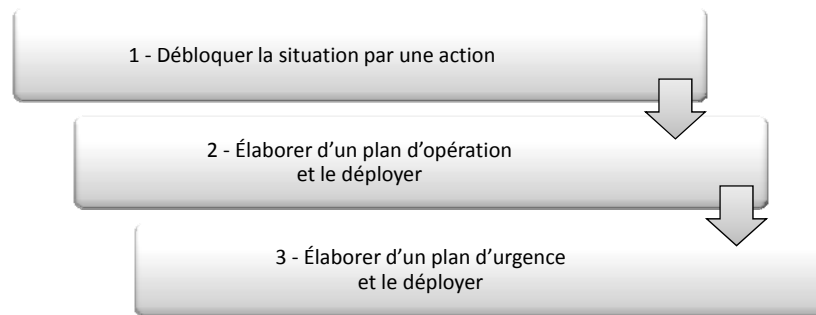 1 - Débloquer la situation par une action
2 - Élaborer d’un plan d’opération
et le déployer
3 - Élaborer d’un plan d’urgence
et le déployer